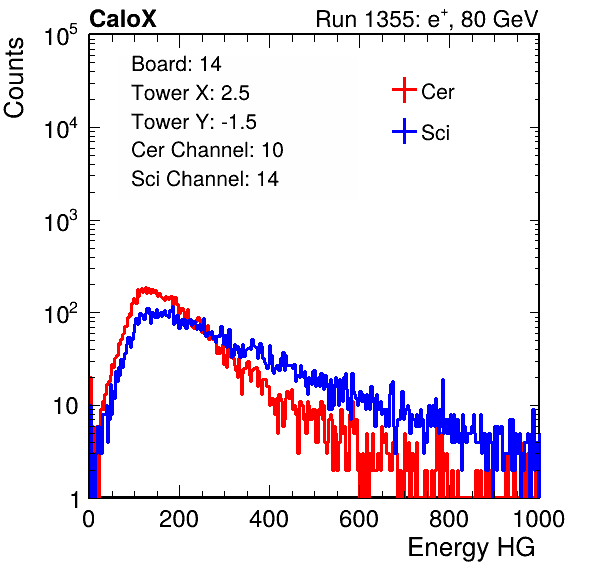 CaloX Run 1355: e⁺, 80 GeV
Counts
10⁵
10⁴
10³
10²
10
1
Board: 14
Tower X: 2.5
Tower Y: -1.5
Cer Channel: 10
Sci Channel: 14
Cer
Sci
0 200 400 600 800 1000
Energy HG